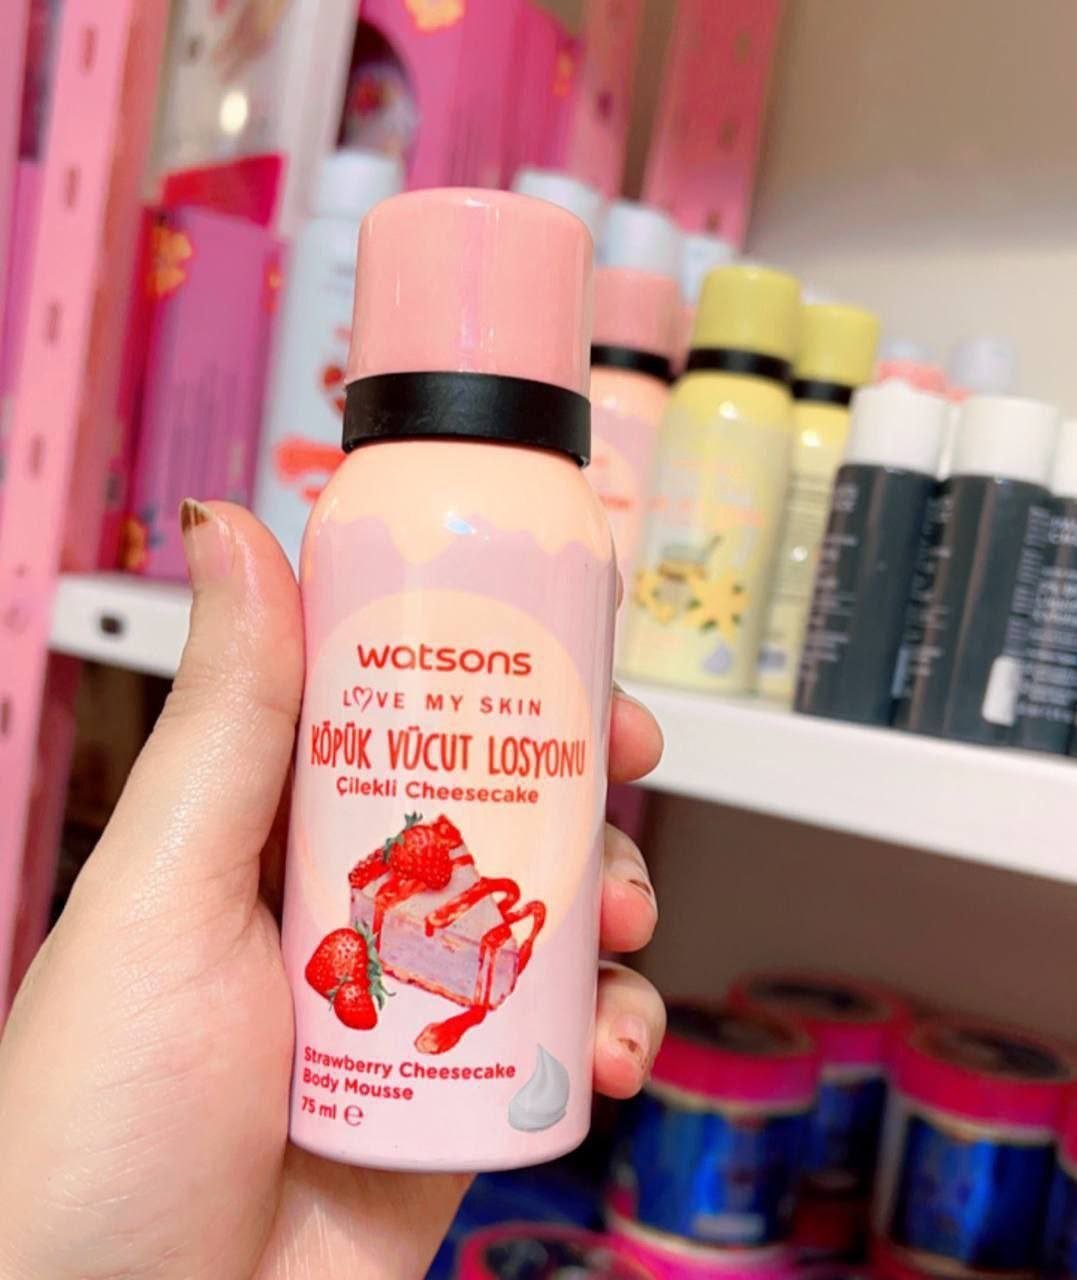 watsons
LOVE MY SKIN
KÖPÜK VÜCUT LOSYONU
Çilekli Cheesecake
Strawberry Cheesecake
Body Mousse
75 ml ℮